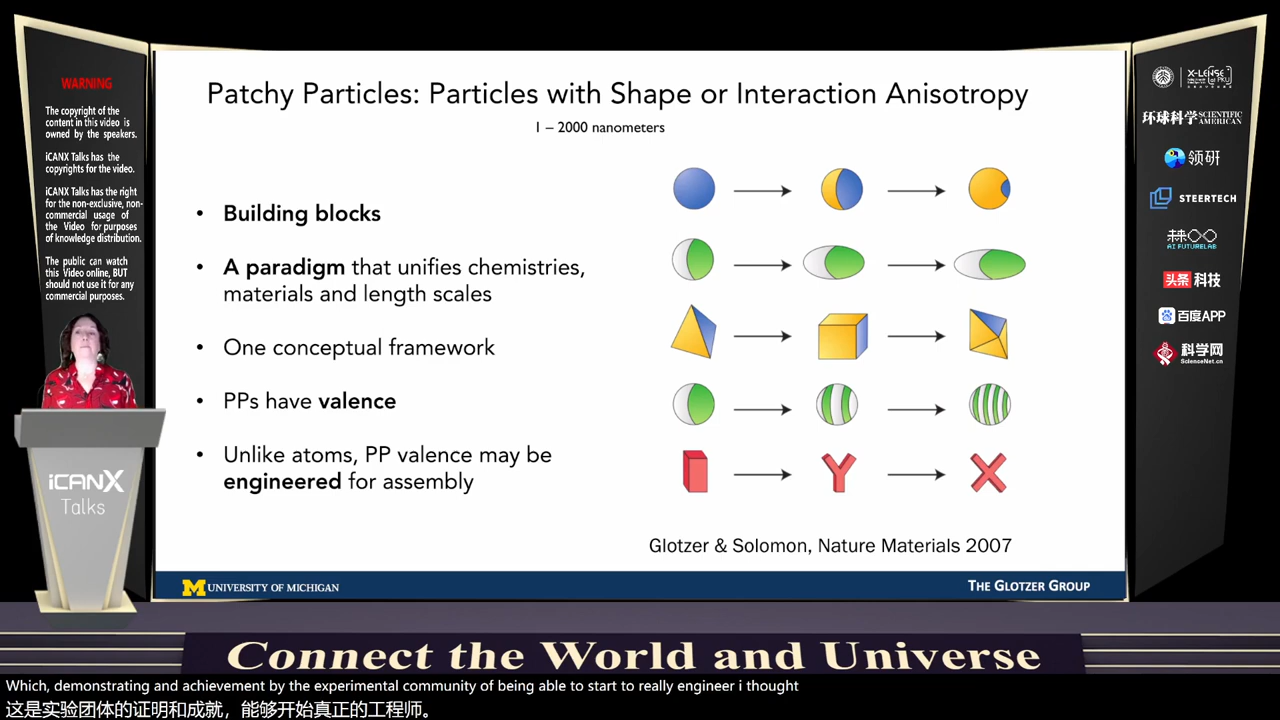 WARNING
The copyright of the
content in this video is
owned by the speakers.
iCANX Talks has the
copyrights for the video.
iCANX Talks has the right
for the non-exclusive, non-
commercial usage of
the Video for purposes
of knowledge distribution.
The public can watch
this Video online, BUT
should not use it for any
commercial purposes.
iCANX
Talks
Patchy Particles: Particles with Shape or Interaction Anisotropy
1 – 2000 nanometers
• Building blocks
• A paradigm that unifies chemistries,
materials and length scales
• One conceptual framework
• PPs have valence
• Unlike atoms, PP valence may be
engineered for assembly
Glotzer & Solomon, Nature Materials 2007
M UNIVERSITY OF MICHIGAN
THE GLOTZER GROUP
X-LENSE
环球科学 SCIENTIFIC AMERICAN
领研
STEERTECH
AI FUTURELAB
头条 科技
百度APP
科学网
ScienceNet.cn
Connect the World and Universe
Which, demonstrating and achievement by the experimental community of being able to start to really engineer i thought
这是实验团体的证明和成就，能够开始真正的工程师。